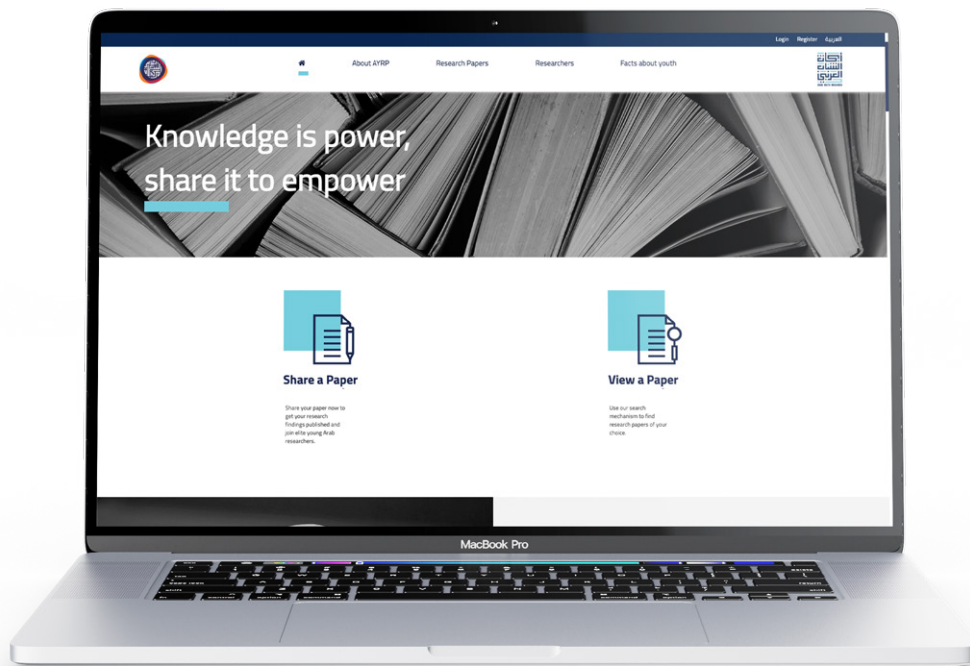 Login Register العربية
About AYRP Research Papers Researchers Facts about youth
Knowledge is power,
share it to empower
Share a Paper
View a Paper
Share your paper now to
get your research
findings published and
join elite young Arab
researchers.
Use our search
mechanism to find
research papers of your
choice.
MacBook Pro